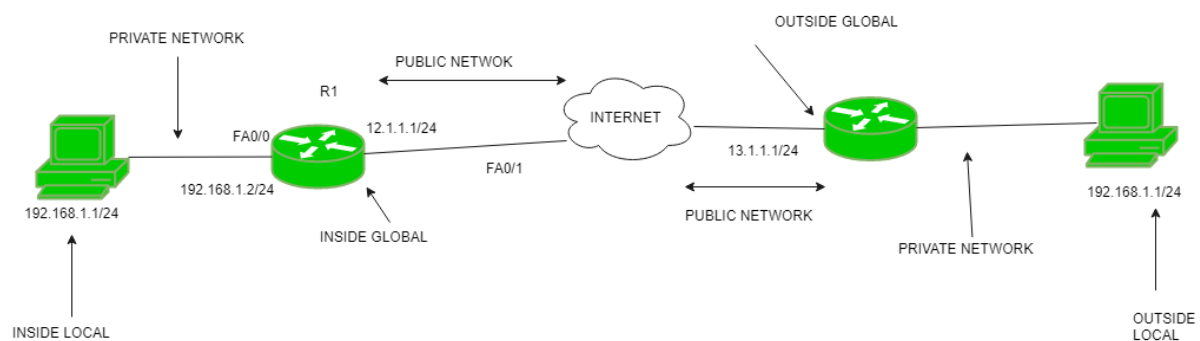 OUTSIDE GLOBAL
PRIVATE NETWORK
PUBLIC NETWOK
R1
INTERNET
FA0/0
12.1.1.1/24
13.1.1.1/24
FA0/1
192.168.1.2/24
192.168.1.1/24
192.168.1.1/24
INSIDE GLOBAL
PUBLIC NETWORK
PRIVATE NETWORK
INSIDE LOCAL
OUTSIDE
LOCAL